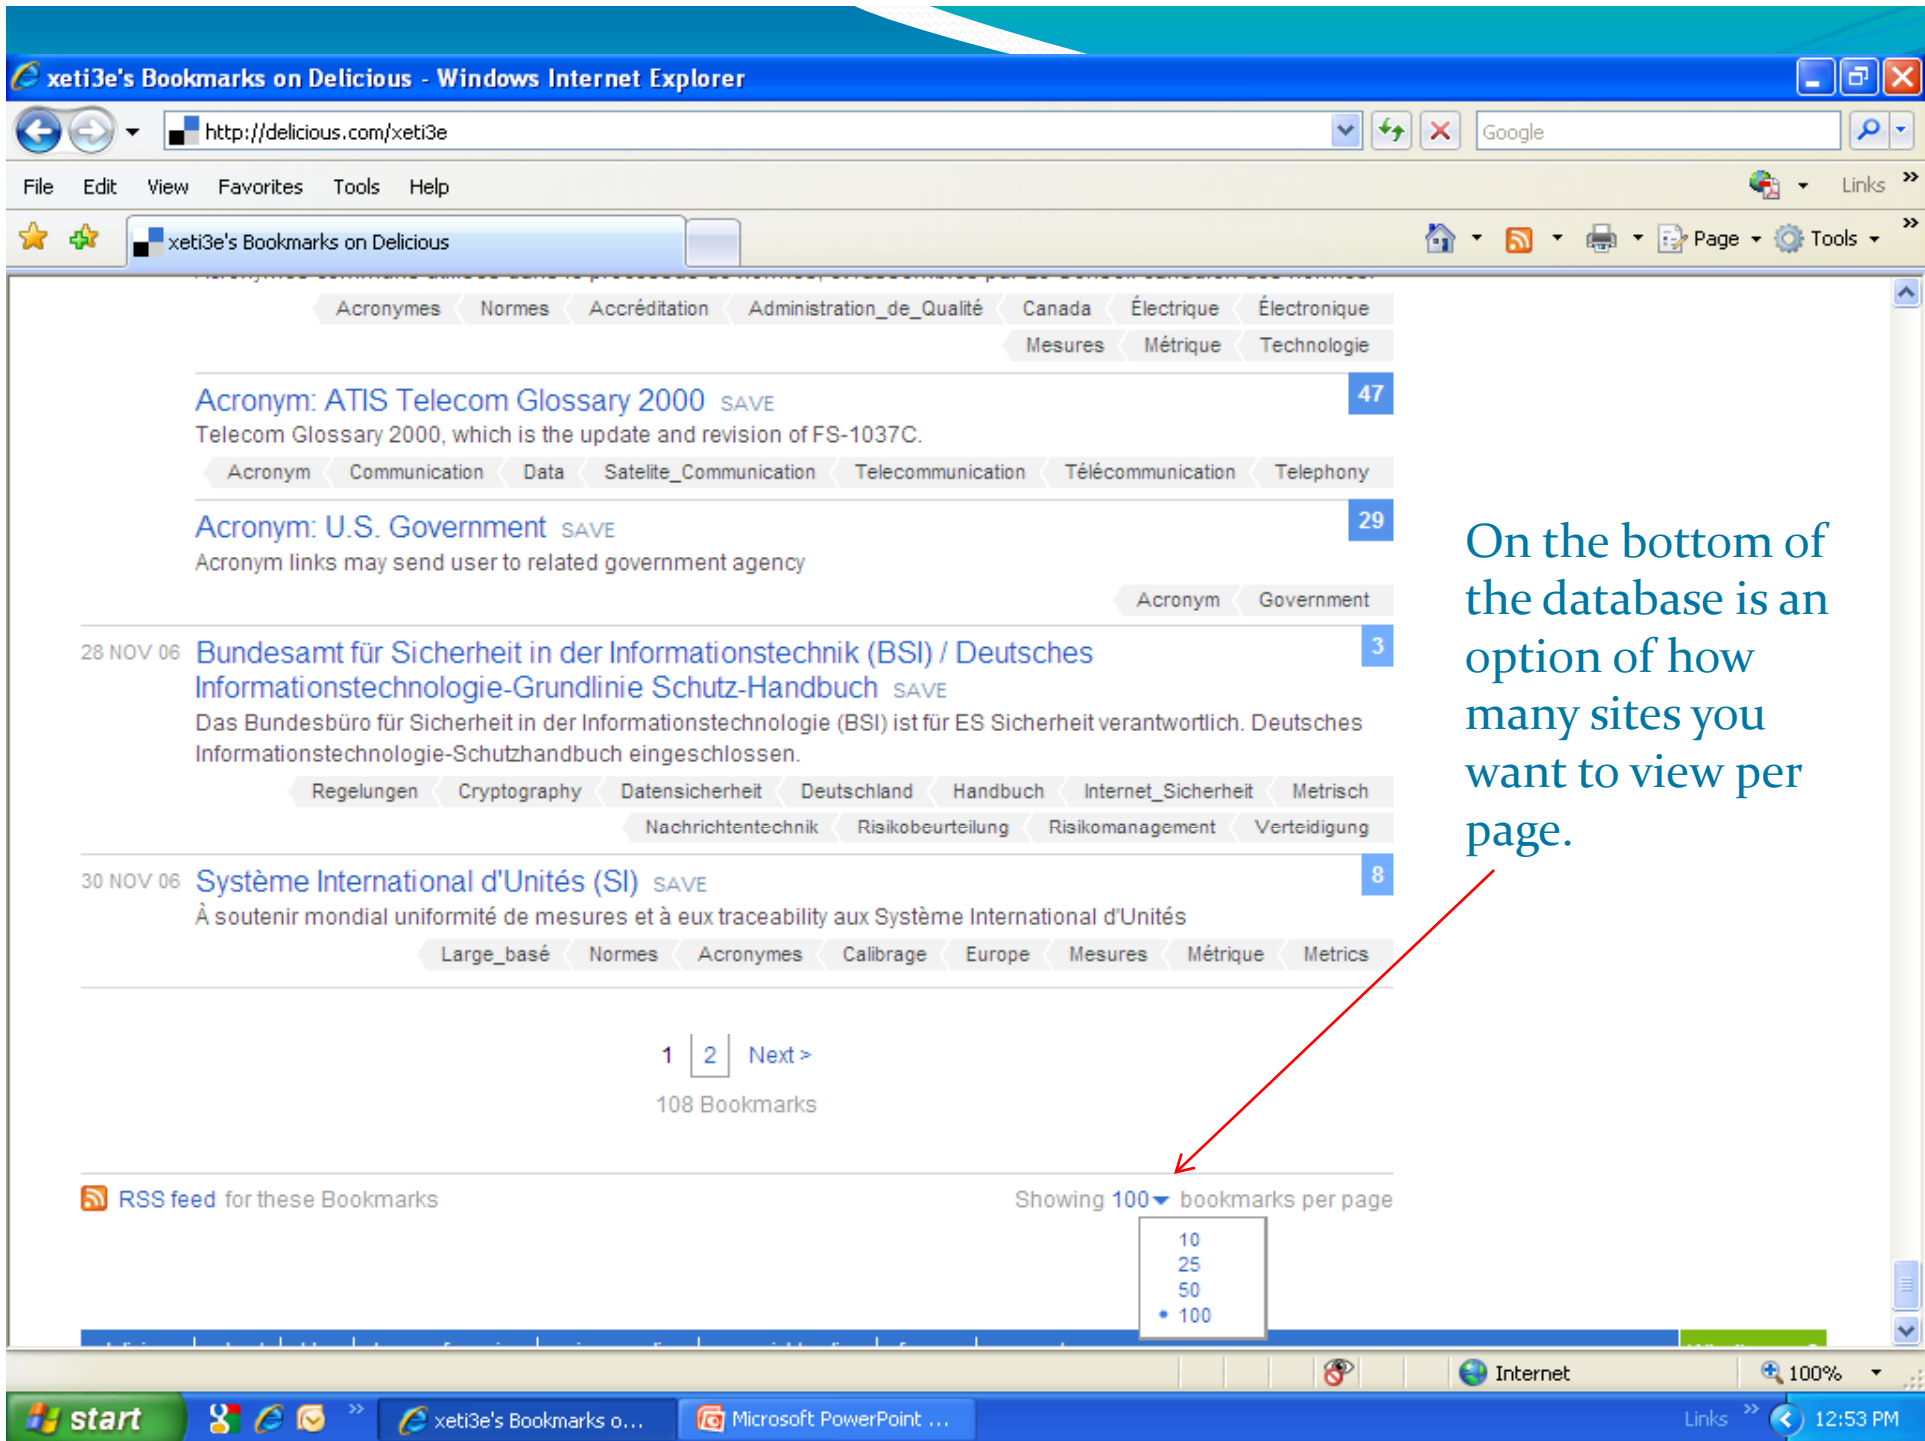 xeti3e's Bookmarks on Delicious - Windows Internet Explorer
http://delicious.com/xeti3e
Google
File Edit View Favorites Tools Help
Links »
xeti3e's Bookmarks on Delicious
Page Tools »
Acronymes Normes Accréditation Administration_de_Qualité Canada Électrique Électronique
Mesures Métrique Technologie
Acronym: ATIS Telecom Glossary 2000 SAVE 47
Telecom Glossary 2000, which is the update and revision of FS-1037C.
Acronym Communication Data Satelite_Communication Telecommunication Télécommunication Telephony
Acronym: U.S. Government SAVE 29
Acronym links may send user to related government agency
Acronym Government
28 NOV 06 Bundesamt für Sicherheit in der Informationstechnik (BSI) / Deutsches 3
Informationstechnologie-Grundlinie Schutz-Handbuch SAVE
Das Bundesbüro für Sicherheit in der Informationstechnologie (BSI) ist für ES Sicherheit verantwortlich. Deutsches
Informationstechnologie-Schutzhandbuch eingeschlossen.
Regelungen Cryptography Datensicherheit Deutschland Handbuch Internet_Sicherheit Metrisch
Nachrichtentechnik Risikobeurteilung Risikomanagement Verteidigung
30 NOV 06 Système International d'Unités (SI) SAVE 8
À soutenir mondial uniformité de mesures et à eux traceability aux Système International d'Unités
Large_basé Normes Acronymes Calibrage Europe Mesures Métrique Metrics
1 2 Next >
108 Bookmarks
RSS feed for these Bookmarks
Showing 100 bookmarks per page
10
25
50
• 100
On the bottom of
the database is an
option of how
many sites you
want to view per
page.
Internet 100%
start » xeti3e's Bookmarks o... Microsoft PowerPoint ... Links » 12:53 PM